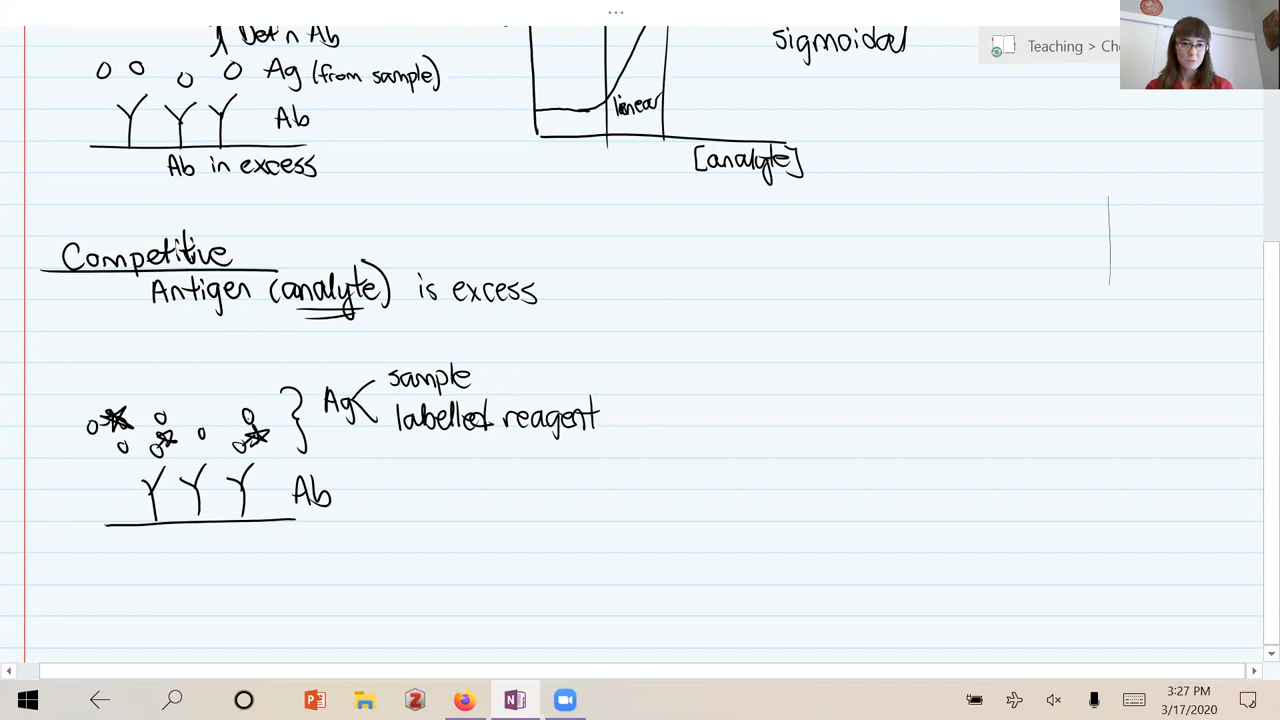 Det'n Ab
Ag (from sample)
Ab
Ab in excess
linear
[analyte]
sigmoidal
Teaching > Che
Competitive
Antigen (analyte) is excess
Ag
sample
labelled reagent
Ab
3:27 PM
3/17/2020